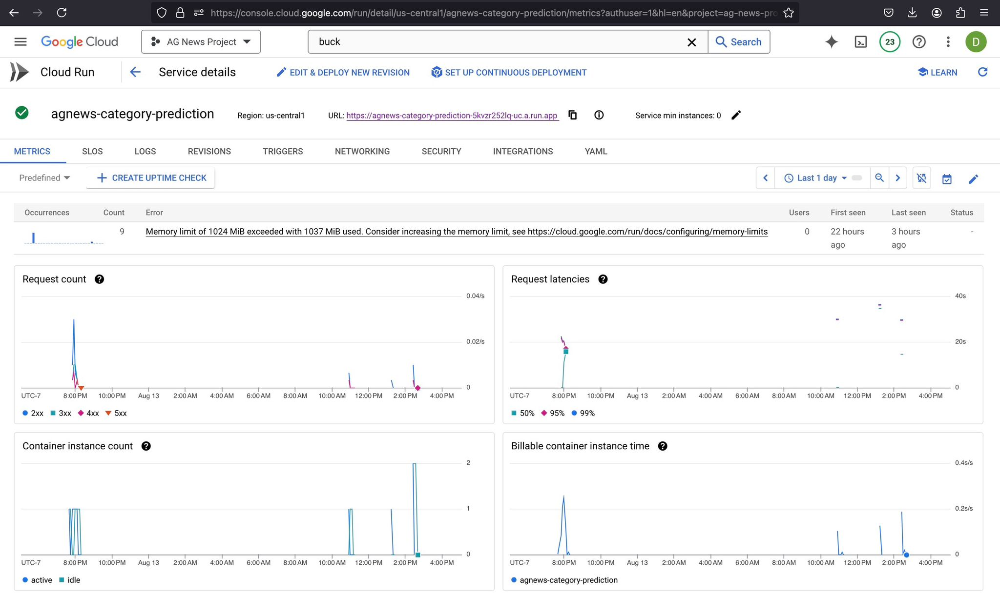 https://console.cloud.google.com/run/detail/us-central1/agnews-category-prediction/metrics?authuser=1&hl=en&project=ag-news-pro
Google Cloud AG News Project buck Search 23 D
Cloud Run Service details EDIT & DEPLOY NEW REVISION SET UP CONTINUOUS DEPLOYMENT LEARN
agnews-category-prediction Region: us-central1 URL: https://agnews-category-prediction-5kvzr252lq-uc.a.run.app Service min instances: 0
METRICS SLOS LOGS REVISIONS TRIGGERS NETWORKING SECURITY INTEGRATIONS YAML
Predefined CREATE UPTIME CHECK Last 1 day
Occurrences Count Error Users First seen Last seen Status
9 Memory limit of 1024 MiB exceeded with 1037 MiB used. Consider increasing the memory limit, see https://cloud.google.com/run/docs/configuring/memory-limits 0 22 hours ago 3 hours ago -
Request count
0.04/s
0.02/s
0
UTC-7 8:00 PM 10:00 PM Aug 13 2:00 AM 4:00 AM 6:00 AM 8:00 AM 10:00 AM 12:00 PM 2:00 PM 4:00 PM
2xx 3xx 4xx 5xx
Request latencies
40s
20s
0
UTC-7 8:00 PM 10:00 PM Aug 13 2:00 AM 4:00 AM 6:00 AM 8:00 AM 10:00 AM 12:00 PM 2:00 PM 4:00 PM
50% 95% 99%
Container instance count
2
1
0
UTC-7 8:00 PM 10:00 PM Aug 13 2:00 AM 4:00 AM 6:00 AM 8:00 AM 10:00 AM 12:00 PM 2:00 PM 4:00 PM
active idle
Billable container instance time
0.4s/s
0.2s/s
0
UTC-7 8:00 PM 10:00 PM Aug 13 2:00 AM 4:00 AM 6:00 AM 8:00 AM 10:00 AM 12:00 PM 2:00 PM 4:00 PM
agnews-category-prediction